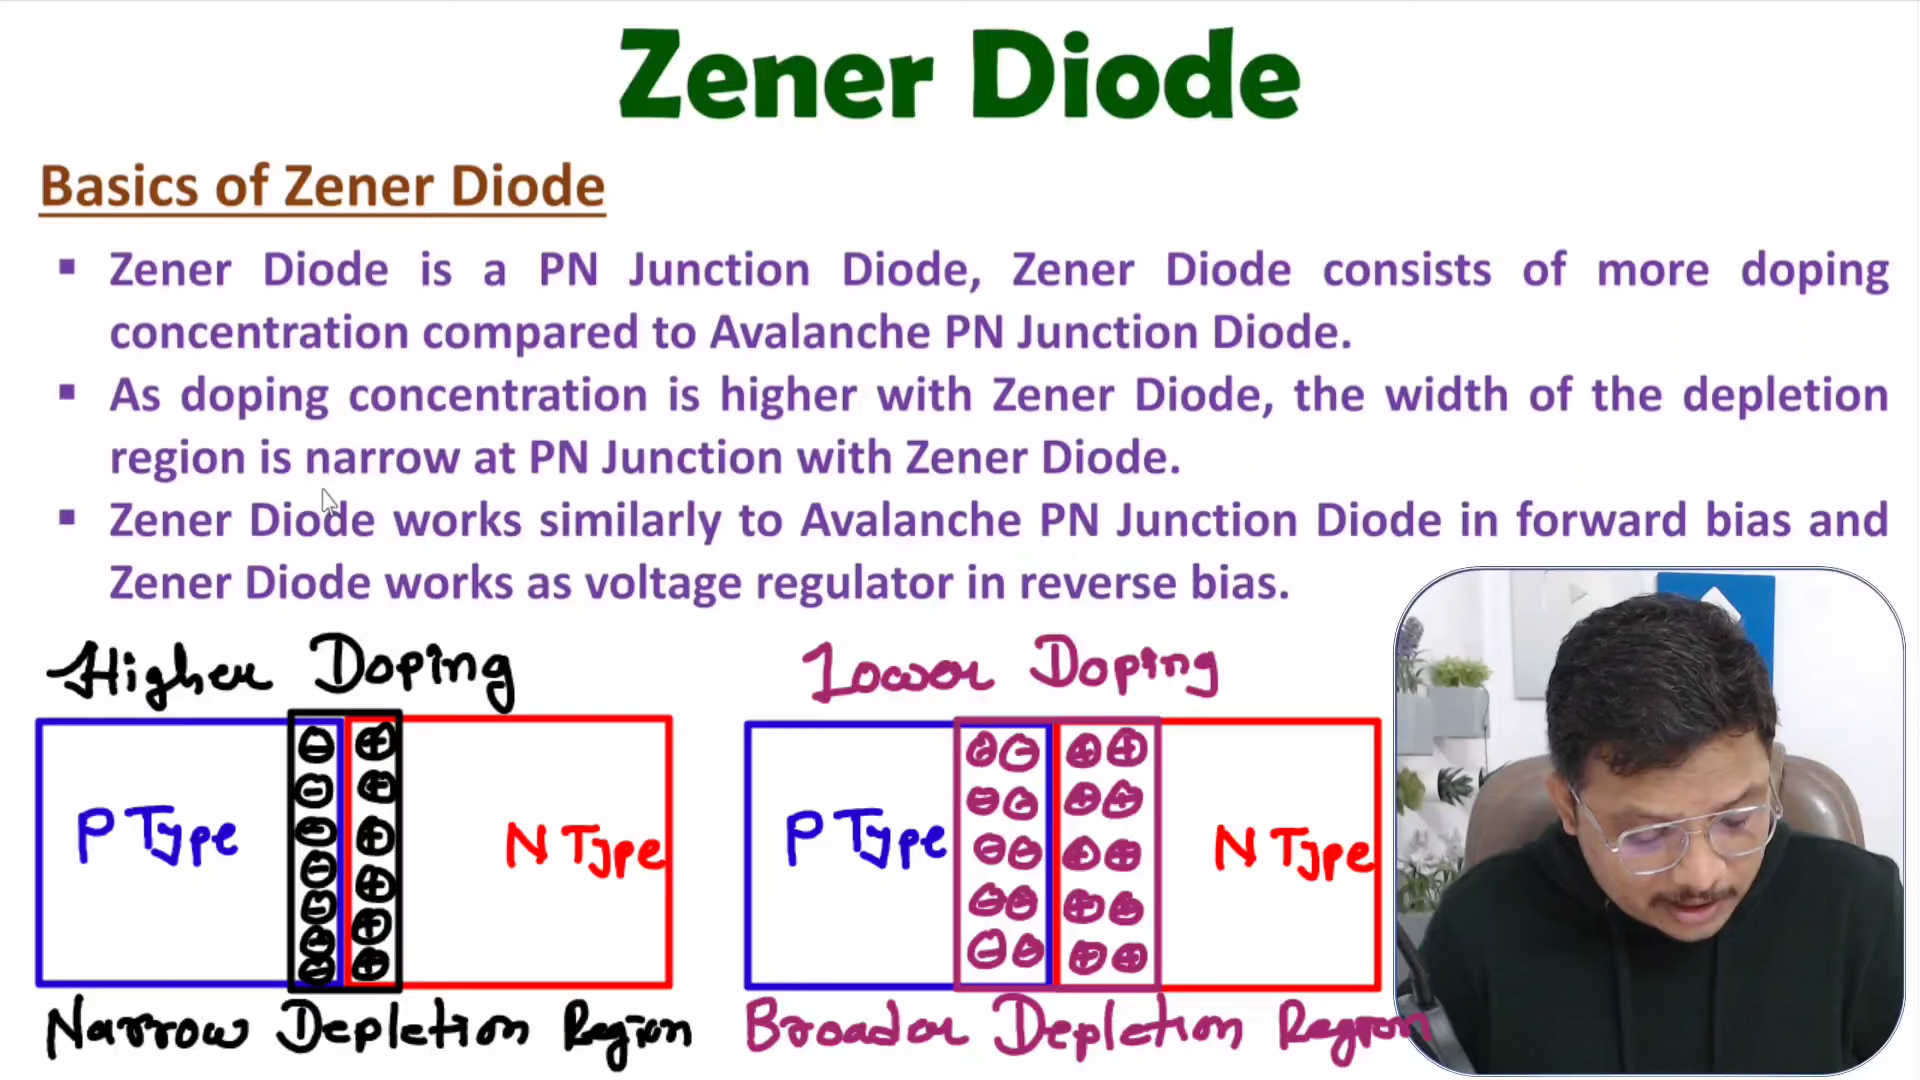 Zener Diode
Basics of Zener Diode
▪ Zener Diode is a PN Junction Diode, Zener Diode consists of more doping
concentration compared to Avalanche PN Junction Diode.
▪ As doping concentration is higher with Zener Diode, the width of the depletion
region is narrow at PN Junction with Zener Diode.
▪ Zener Diode works similarly to Avalanche PN Junction Diode in forward bias and
Zener Diode works as voltage regulator in reverse bias.
Higher Doping
P Type
N Type
Narrow Depletion Region
Lower Doping
P Type
N Type
Broader Depletion Region